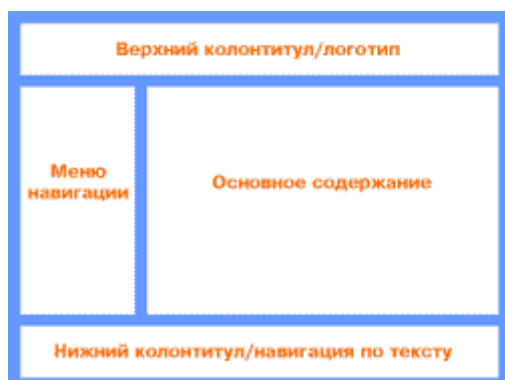 Верхний колонтитул/логотип
Меню
навигации
Основное содержание
Нижний колонтитул/навигация по тексту